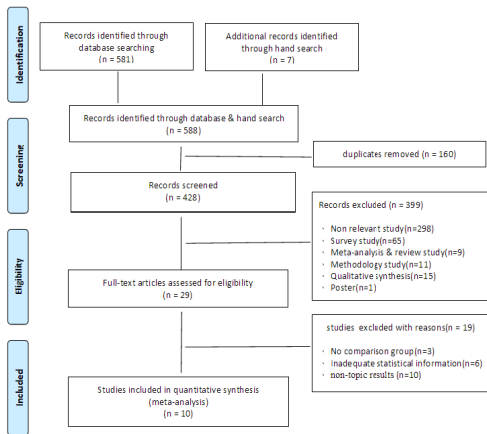 Identification
Records identified through
database searching
(n = 581)
Additional records identified
through hand search
(n = 7)
Screening
Records identified through database & hand search
(n = 588)
duplicates removed (n = 160)
Records screened
(n = 428)
Records excluded (n = 399)
· Non relevant study(n=298)
· Survey study(n=65)
· Meta-analysis & review study(n=9)
· Methodology study(n=11)
· Qualitative synthesis(n=15)
· Poster(n=1)
Eligibility
Full-text articles assessed for eligibility
(n = 29)
studies excluded with reasons(n = 19)
· No comparison group(n=3)
· Inadequate statistical information(n=6)
· non-topic results (n=10)
Included
Studies included in quantitative synthesis
(meta-analysis)
(n = 10)